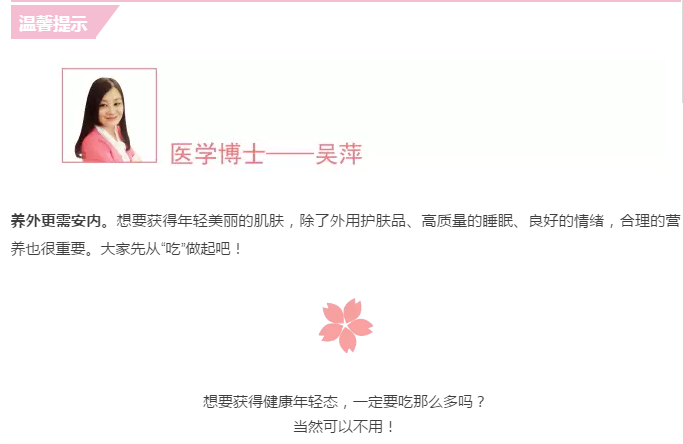 温馨提示
医学博士——吴萍
养外更需安内。想要获得年轻美丽的肌肤，除了外用护肤品、高质量的睡眠、良好的情绪，合理的营
养也很重要。大家先从“吃”做起吧！
想要获得健康年轻态，一定要吃那么多吗？
当然可以不用！